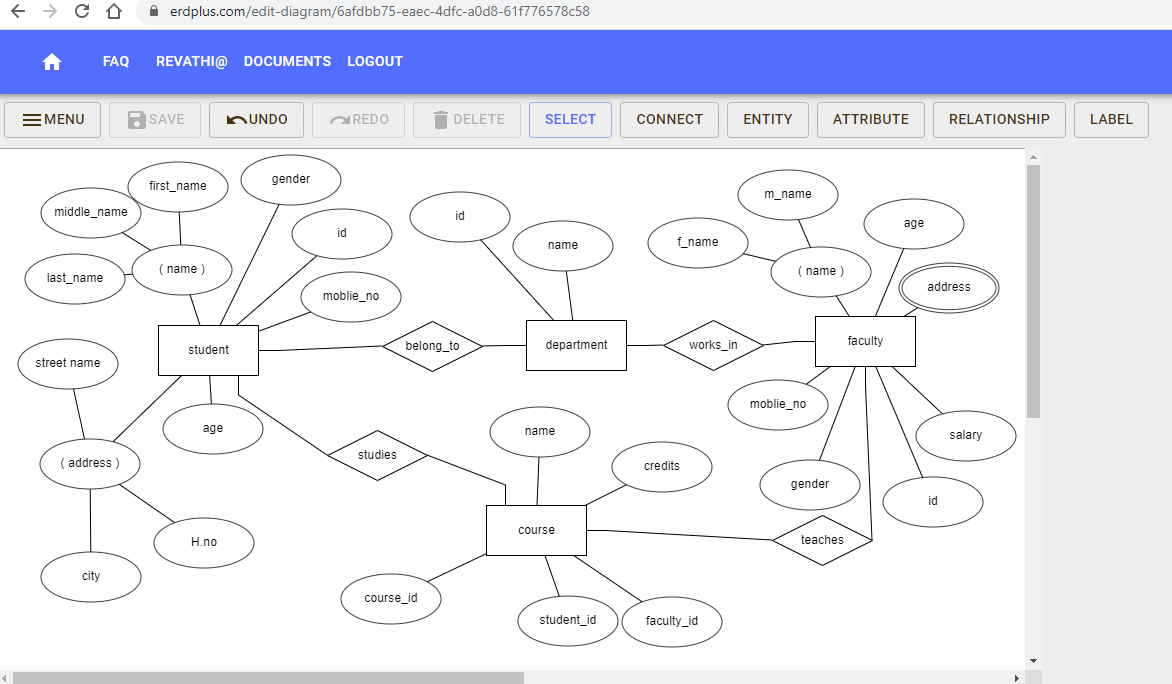 erdplus.com/edit-diagram/6afdbb75-eaec-4dfc-a0d8-61f776578c58
FAQ REVATHI@ DOCUMENTS LOGOUT
MENU SAVE UNDO REDO DELETE SELECT CONNECT ENTITY ATTRIBUTE RELATIONSHIP LABEL
first_name
gender
middle_name
id
last_name
( name )
moblie_no
student
street name
age
( address )
H.no
city
belong_to
id
name
department
works_in
m_name
f_name
age
( name )
address
faculty
moblie_no
salary
gender
id
studies
name
credits
course
teaches
course_id
student_id
faculty_id